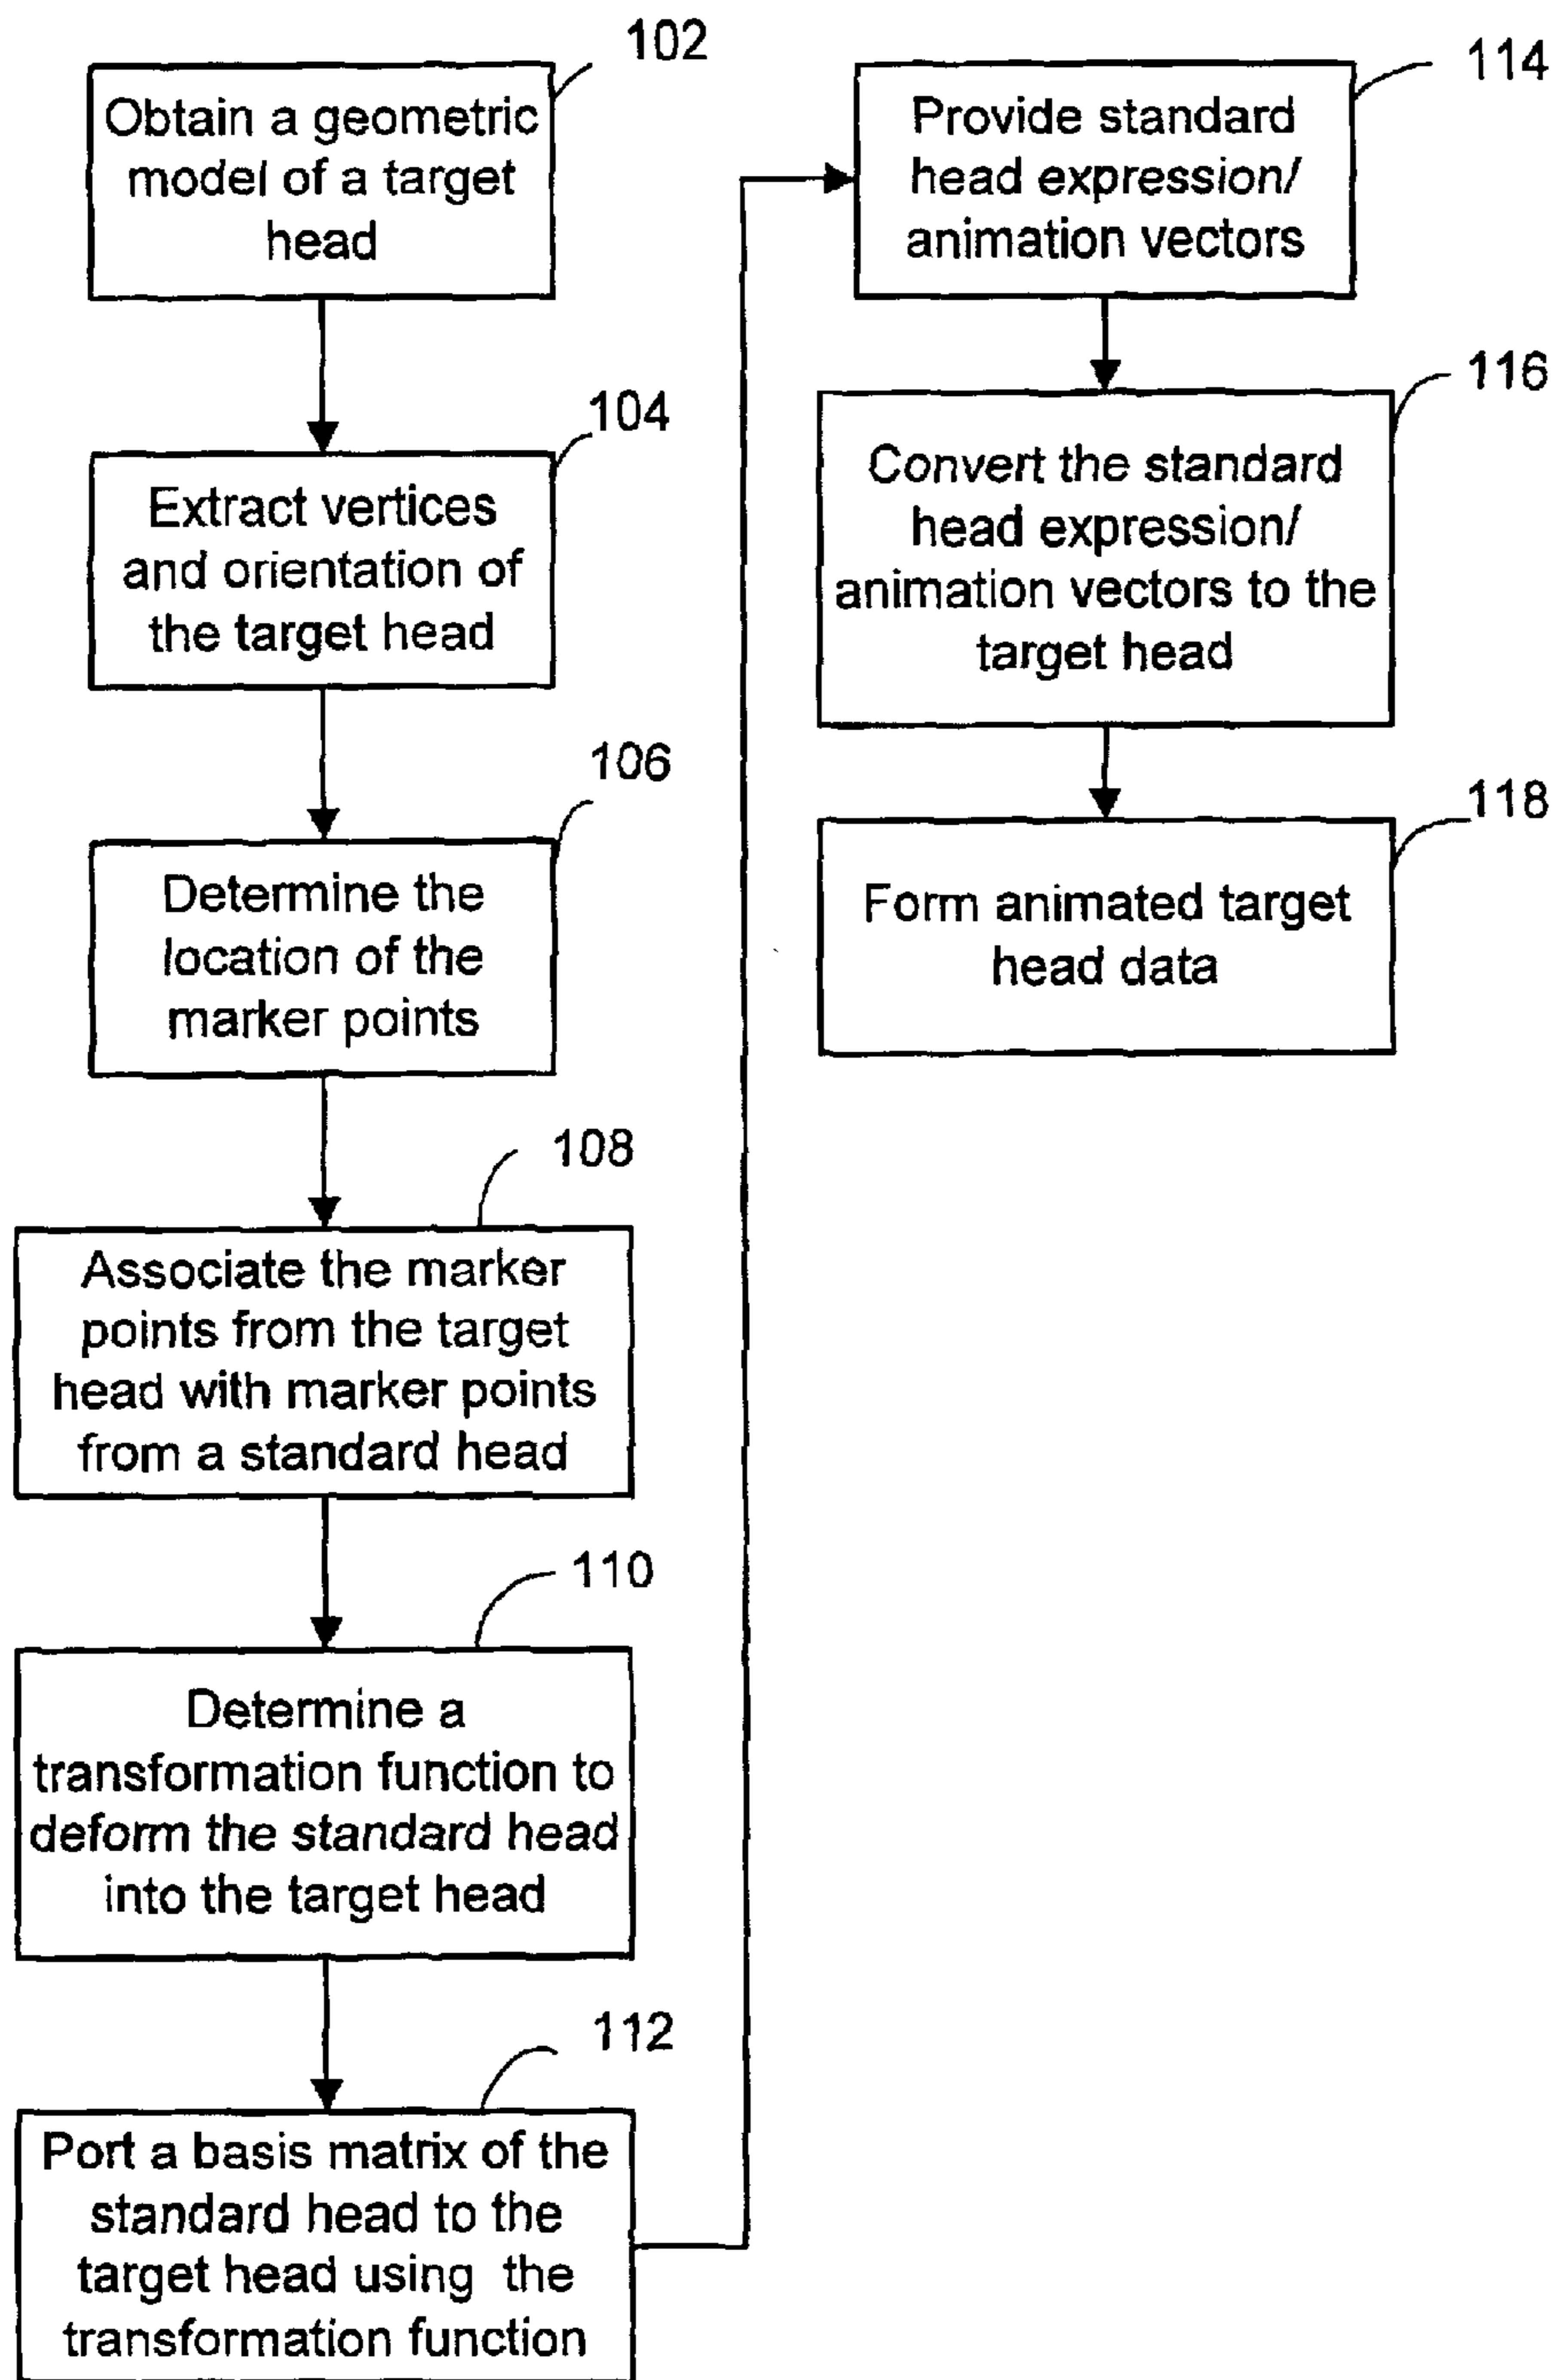 102
Obtain a geometric
model of a target
head
104
Extract vertices
and orientation of
the target head
106
Determine the
location of the
marker points
108
Associate the marker
points from the target
head with marker points
from a standard head
110
Determine a
transformation function to
deform the standard head
into the target head
112
Port a basis matrix of the
standard head to the
target head using the
transformation function
114
Provide standard
head expression/
animation vectors
116
Convert the standard
head expression/
animation vectors to the
target head
118
Form animated target
head data